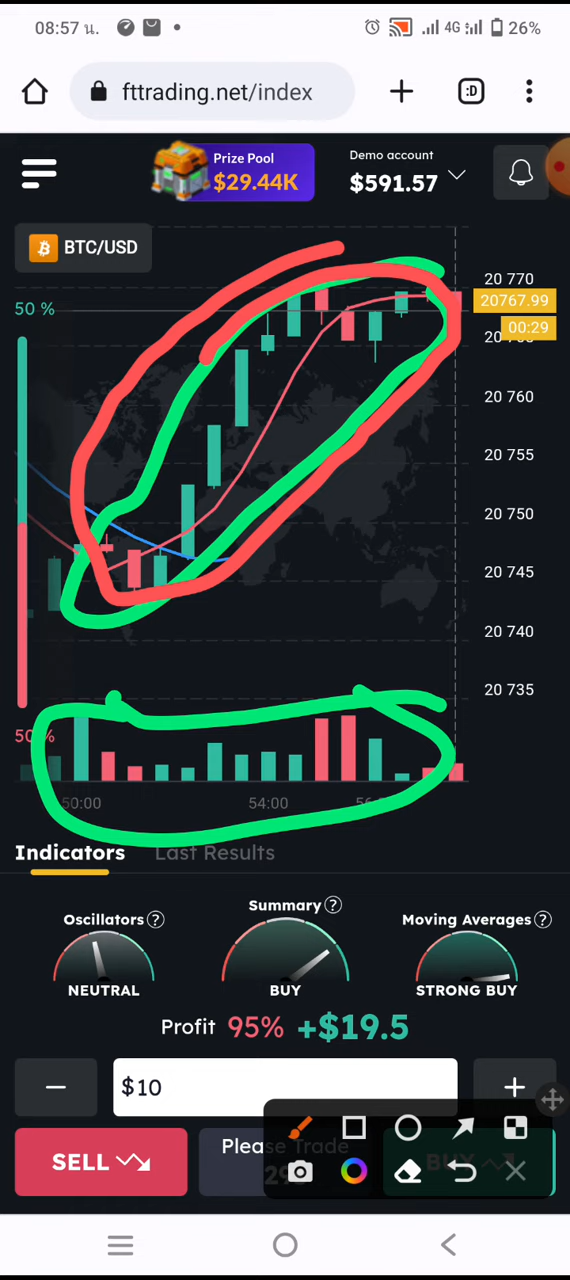 08:57 น.
4G
26%
fttrading.net/index
:D
Prize Pool
$29.44K
Demo account
$591.57
BTC/USD
50 %
20 770
20767.99
00:29
20 760
20 755
20 750
20 745
20 740
20 735
50:00
54:00
Indicators
Last Results
Oscillators ?
Summary ?
Moving Averages ?
NEUTRAL
BUY
STRONG BUY
Profit 95% +$19.5
−
$10
+
SELL
Please Trade
BUY